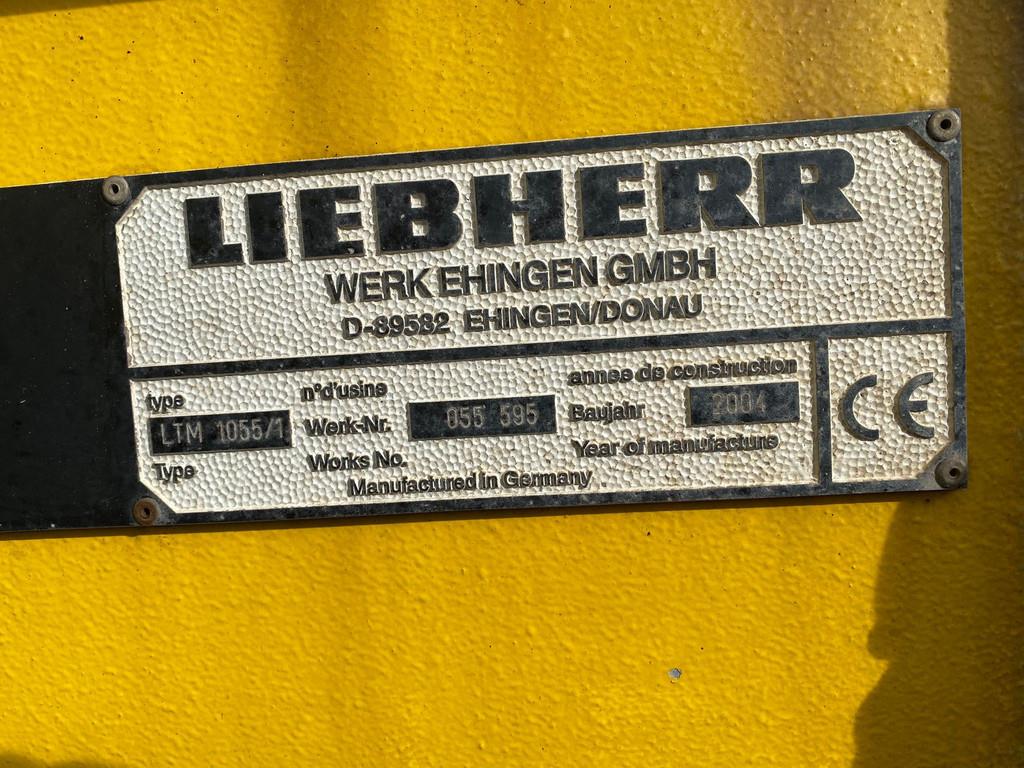 LIEBHERR
WERK EHINGEN GMBH
D-89582 EHINGEN/DONAU
type
LTM 1055/1
Type
n°d'usine
Werk-Nr. 055 595
Works No.
annee de construction
Baujahr 2004
Year of manufacture
Manufactured in Germany
CE